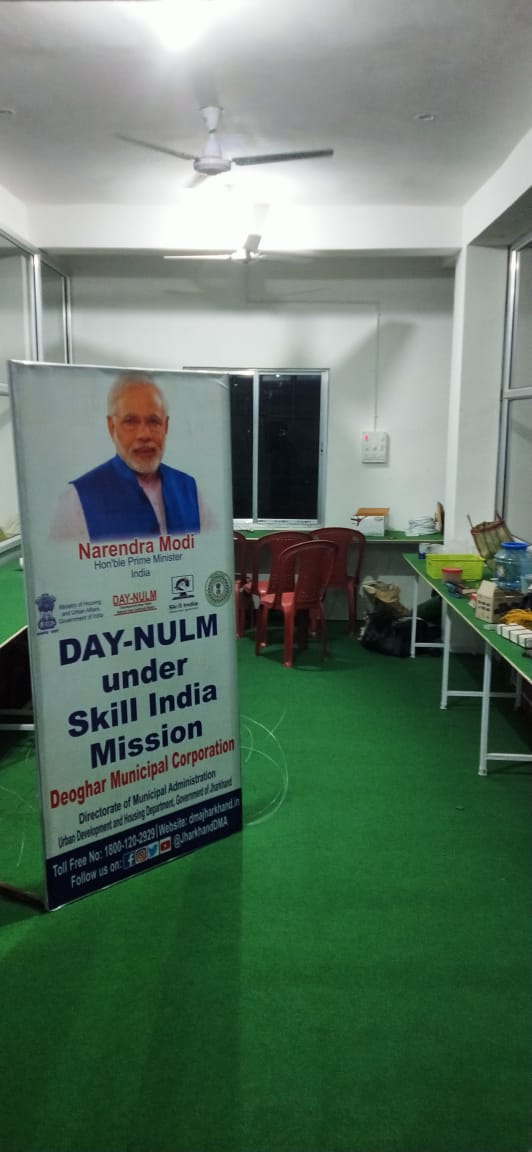 Narendra Modi
Hon'ble Prime Minister
India
Ministry of Housing
and Urban Affairs
Government of India
DAY-NULM
Skill India
DAY-NULM
under
Skill India
Mission
Deoghar Municipal Corporation
Directorate of Municipal Administration
Urban Development and Housing Department, Government of Jharkhand
Toll Free No: 1800-120-2929 | Website: dmajharkhand.in
Follow us on: @JharkhandDMA